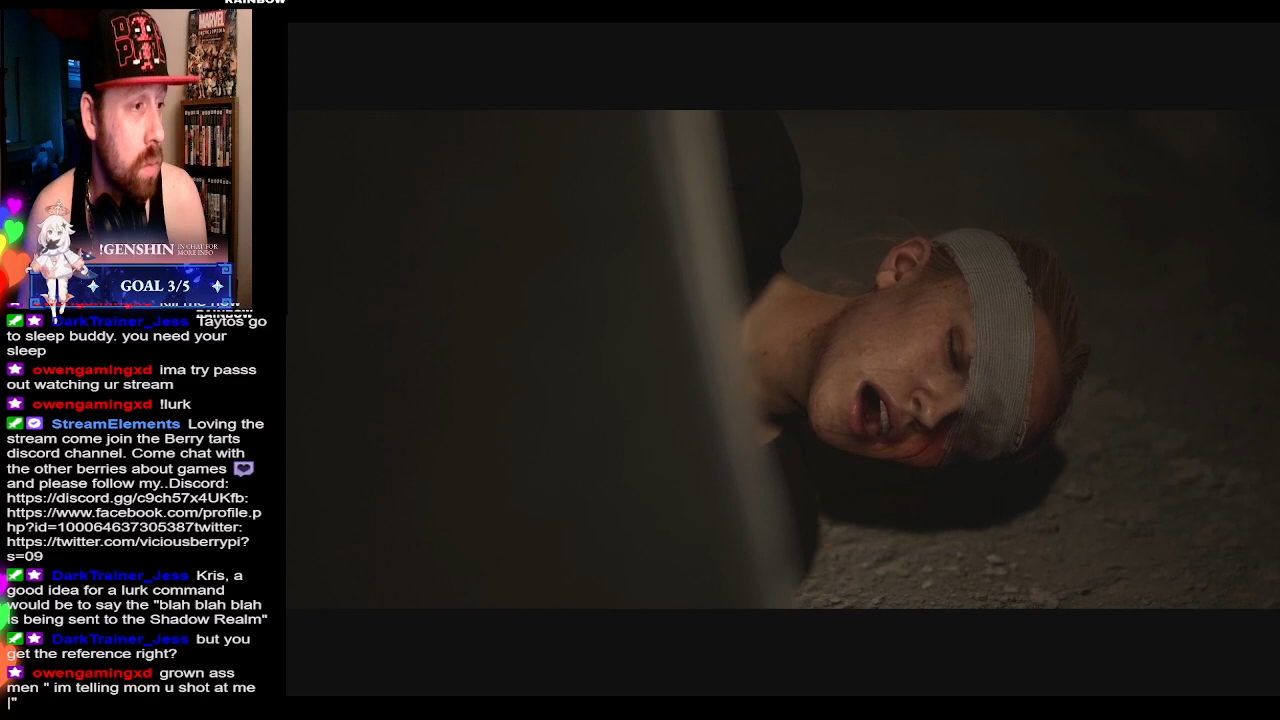 RAINBOW
MARVEL
ENCYCLOPEDIA
!GENSHIN IN CHAT FOR
MORE INFO
GOAL 3/5
RAINBOW
DarkTrainer_Jess Taytos go
to sleep buddy. you need your
sleep
owengamingxd ima try passs
out watching ur stream
owengamingxd !lurk
StreamElements Loving the
stream come join the Berry tarts
discord channel. Come chat with
the other berries about games
and please follow my..Discord:
https://discord.gg/c9ch57x4UKfb:
https://www.facebook.com/profile.p
hp?id=100064637305387twitter:
https://twitter.com/viciousberrypi?
s=09
DarkTrainer_Jess Kris, a
good idea for a lurk command
would be to say the "blah blah blah
is being sent to the Shadow Realm"
DarkTrainer_Jess but you
get the reference right?
owengamingxd grown ass
men " im telling mom u shot at me
|"